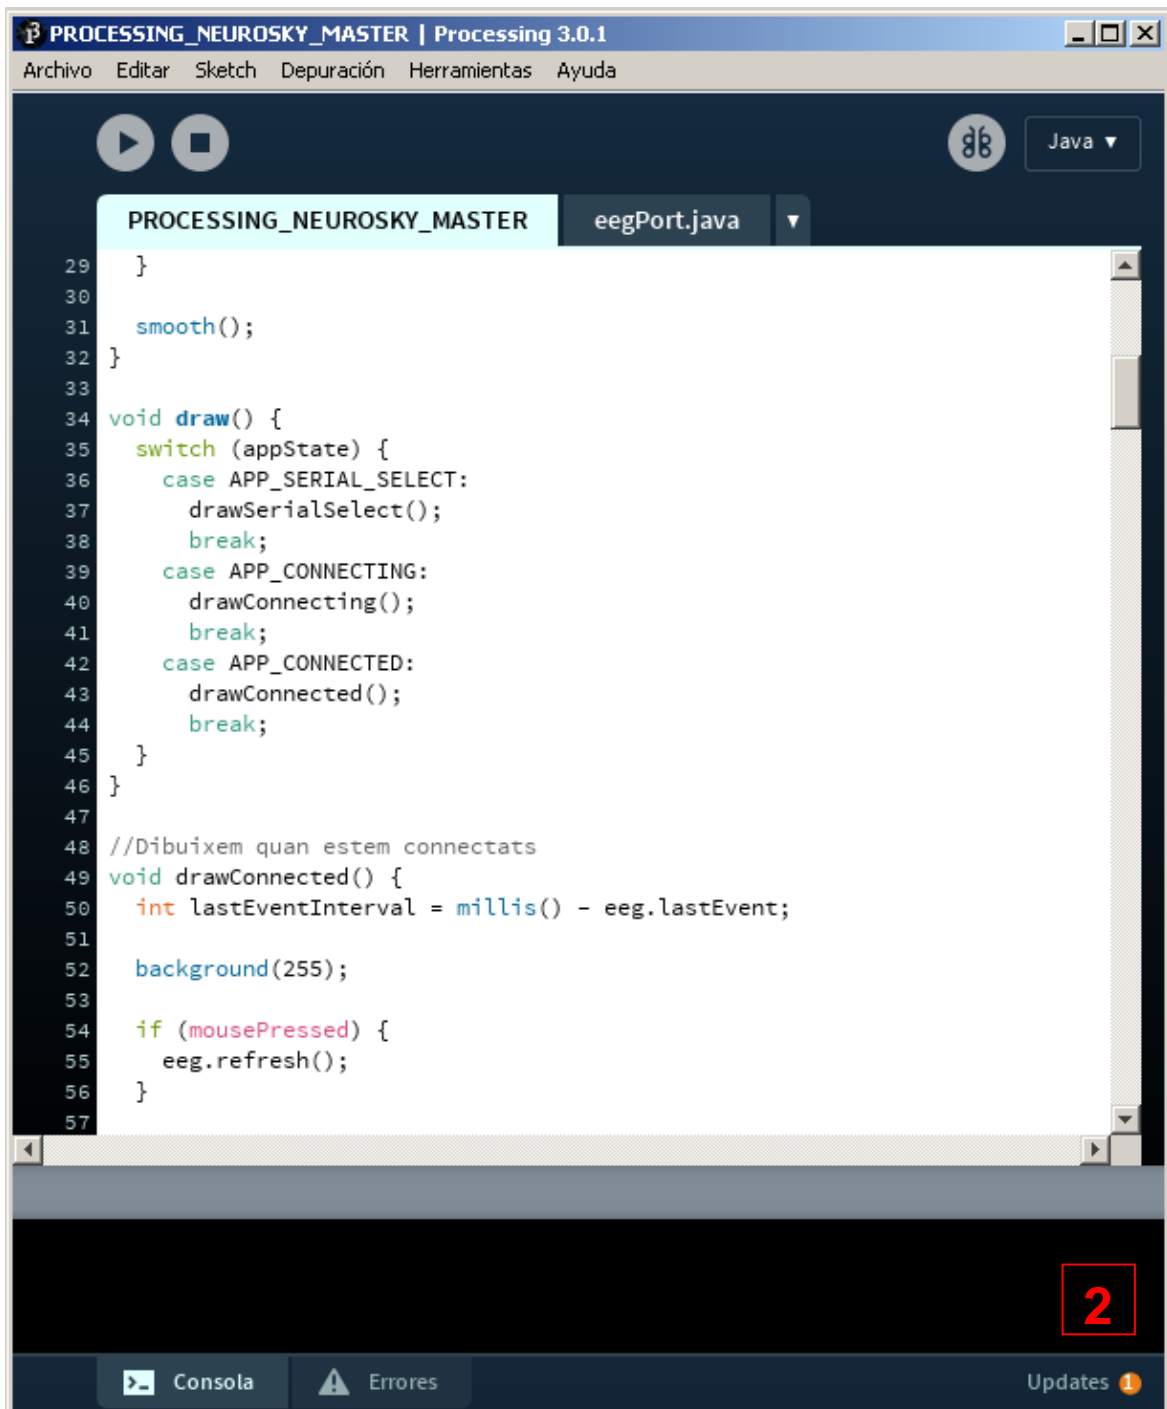 PROCESSING_NEUROSKY_MASTER | Processing 3.0.1
Archivo Editar Sketch Depuración Herramientas Ayuda
Java ▼
PROCESSING_NEUROSKY_MASTER eegPort.java ▼
29   }
30
31   smooth();
32 }
33
34 void draw() {
35   switch (appState) {
36     case APP_SERIAL_SELECT:
37       drawSerialSelect();
38       break;
39     case APP_CONNECTING:
40       drawConnecting();
41       break;
42     case APP_CONNECTED:
43       drawConnected();
44       break;
45   }
46 }
47
48 //Dibuixem quan estem connectats
49 void drawConnected() {
50   int lastEventInterval = millis() - eeg.lastEvent;
51
52   background(255);
53
54   if (mousePressed) {
55     eeg.refresh();
56   }
57
2
Consola Errores Updates 1